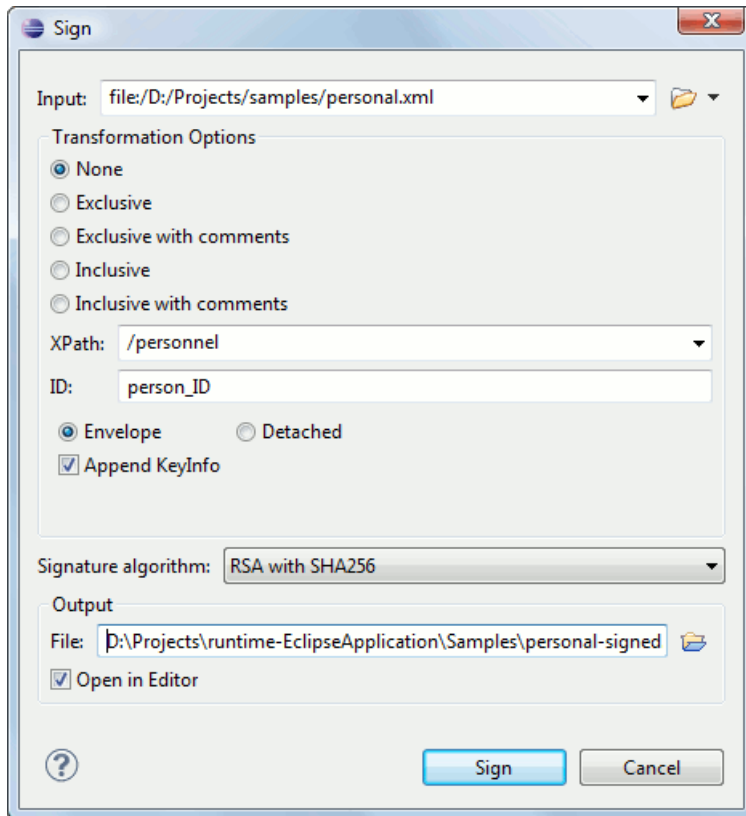 Sign
Input: file:/D:/Projects/samples/personal.xml
Transformation Options
None
Exclusive
Exclusive with comments
Inclusive
Inclusive with comments
XPath: /personnel
ID: person_ID
Envelope Detached
Append KeyInfo
Signature algorithm: RSA with SHA256
Output
File: D:\Projects\runtime-EclipseApplication\Samples\personal-signed
Open in Editor
? Sign Cancel